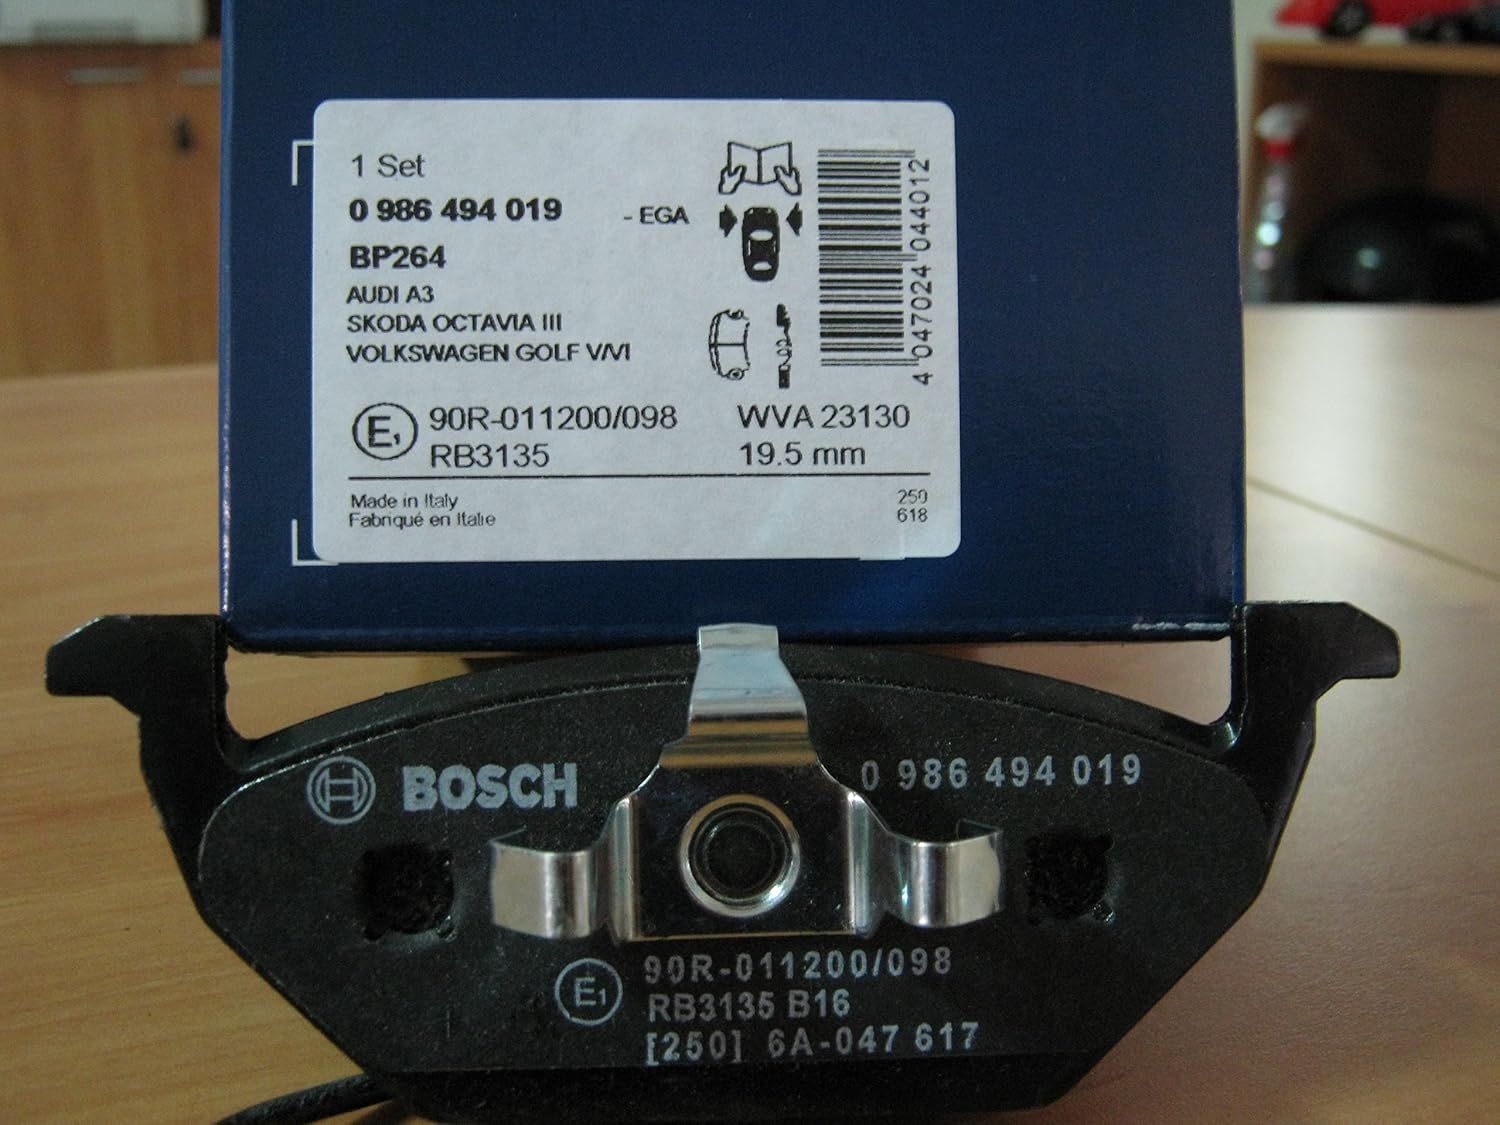 1 Set
0 986 494 019 - EGA
BP264
AUDI A3
SKODA OCTAVIA III
VOLKSWAGEN GOLF V/VI
4 047024 044012
E1 90R-011200/098 WVA 23130
RB3135 19.5 mm
Made in Italy 250
Fabriqué en Italie 618
BOSCH 0 986 494 019
E1 90R-011200/098
RB3135 B16
[250] 6A-047 617